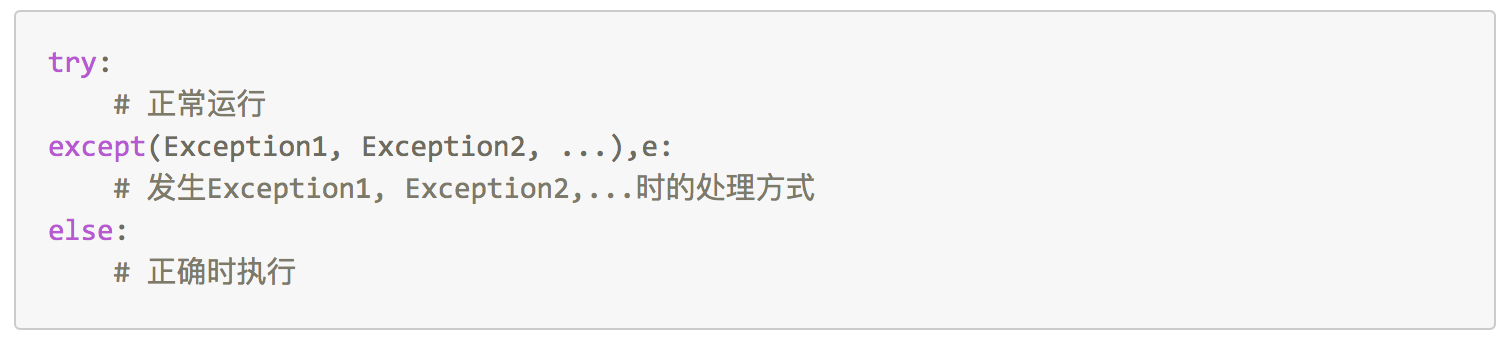 try:
    # 正常运行
except(Exception1, Exception2, ...),e:
    # 发生Exception1, Exception2,...时的处理方式
else:
    # 正确时执行